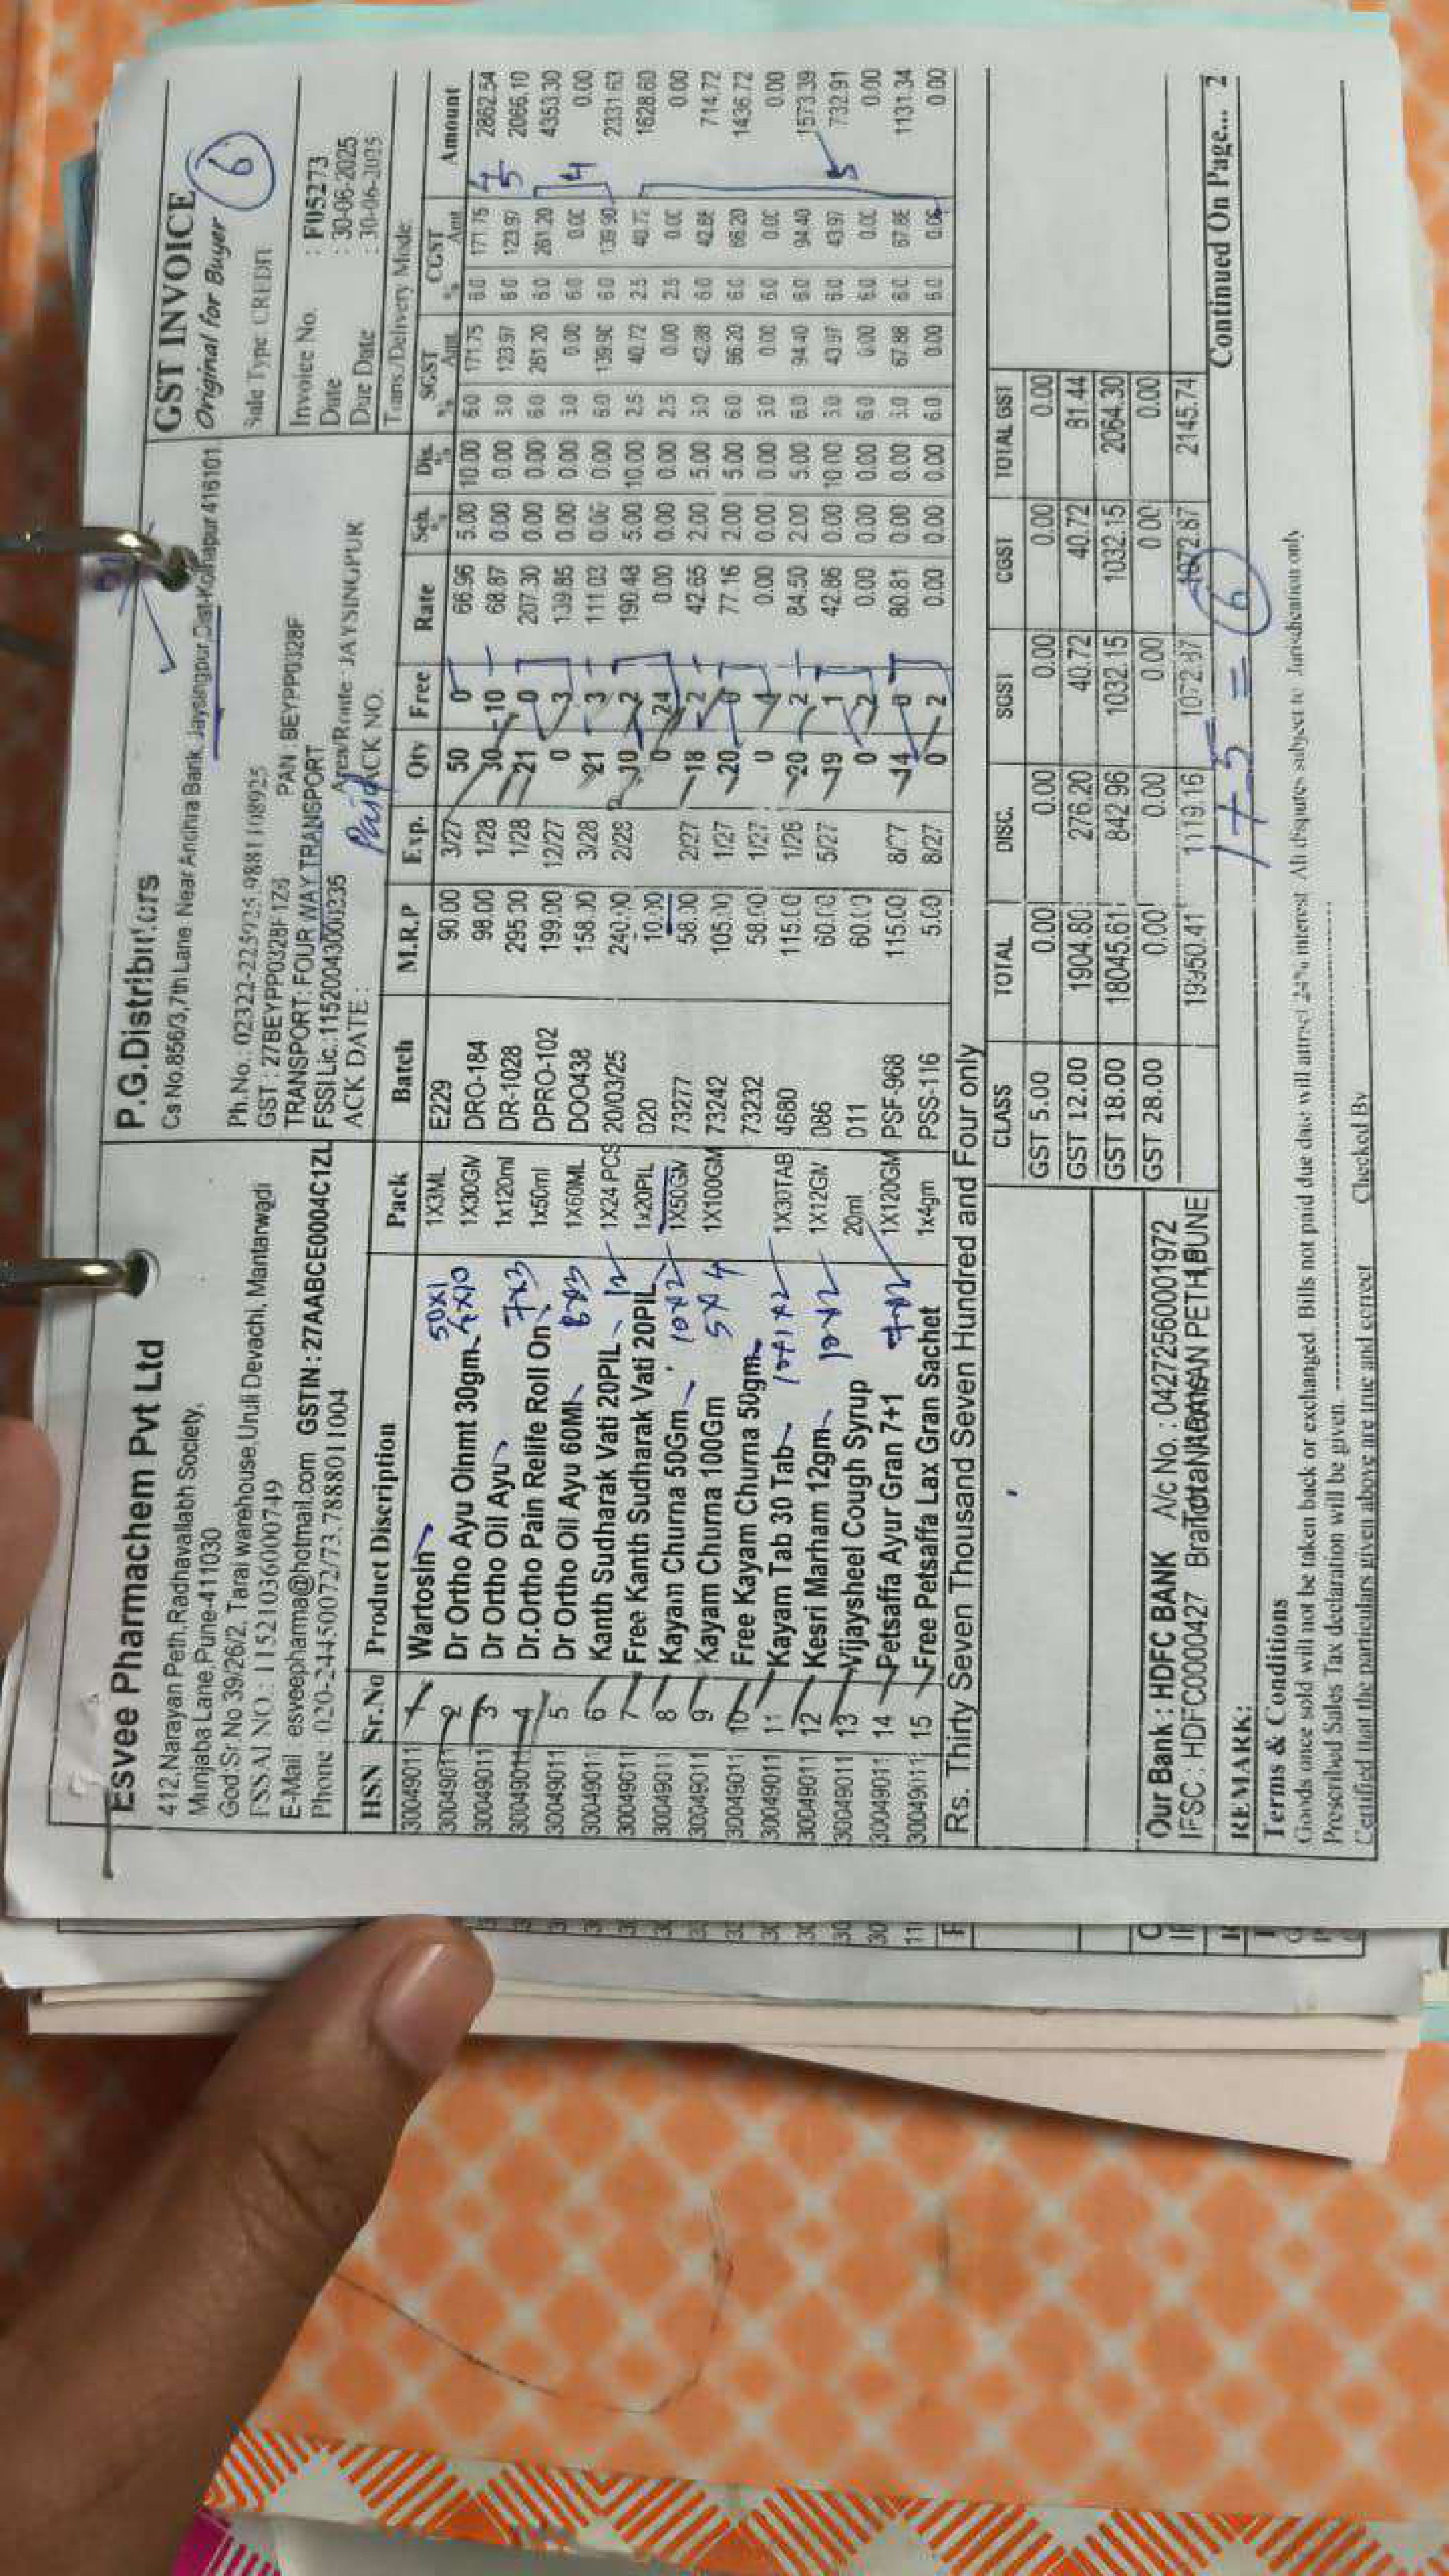 Esvee Pharmachem Pvt Ltd
412,Narayan Peth,Radhavallabh Society,
Munjaba Lane,Pune-411030
God:Sr.No 39/26/2, Tarai warehouse,Uruli Devachi, Mantarwadi
FSSAI NO.: 11521036000749
E-Mail esveepharma@hotmail.com GSTIN : 27AABCE0004C1ZL
Phone : 020-24450072/73.7888011004
P.G.Distributors
Cs No.856/3,7th Lane Near Andhra Bank, Jaysingpur,Dist-Kolhapur 416101.
Ph.No.: 02322-225925,9881108925
GST : 27BEYPP0328F1Z6 PAN : BEYPP0328F
TRANSPORT: FOUR WAY TRANSPORT
FSSI Lic.:11520043000335 Area/Route : JAYSINGPUR
ACK DATE : Paid ACK NO.
GST INVOICE
Original for Buyer 6
Sale Type: CREDIT
Invoice No. : F05273
Date : 30-06-2025
Due Date : 30-06-2025
Trans./Delivery Mode:
HSN Sr.No Product Discription Pack Batch M.R.P Exp. Qty Free Rate Sch. % Dis. % SGST % Amt. CGST % Amt. Amount
30049011 1 Wartosin 1X3ML E229 90.00 3/27 50 0 66.96 5.00 10.00 6.0 171.75 6.0 171.75 2862.54
30049011 2 Dr Ortho Ayu Oinmt 30gm 1X30GM DRO-184 98.00 1/28 30 10 68.87 0.00 0.00 6.0 123.97 6.0 123.97 2066.10
30049011 3 Dr Ortho Oil Ayu 1x120ml DR-1028 295.00 1/28 21 0 207.30 0.00 0.00 6.0 261.20 6.0 261.20 4353.30
30049011 4 Dr.Ortho Pain Relife Roll On 1x50ml DPRO-102 199.00 12/27 0 3 139.85 0.00 0.00 6.0 0.00 6.0 0.00 0.00
30049011 5 Dr Ortho Oil Ayu 60Ml 1X60ML DOO438 158.00 3/28 21 3 111.03 0.00 0.00 6.0 139.90 6.0 139.90 2331.63
30049011 6 Kanth Sudharak Vati 20PIL 1X24 PCS 20/03/25 240.00 2/28 10 2 190.48 5.00 10.00 2.5 40.72 2.5 40.72 1628.60
30049011 7 Free Kanth Sudharak Vati 20PIL 1x20PIL 020 10.00 0 24 0.00 0.00 0.00 2.5 0.00 2.5 0.00 0.00
30049011 8 Kayam Churna 50Gm 1X50GM 73277 58.00 2/27 18 2 42.65 2.00 5.00 6.0 42.88 6.0 42.88 714.72
30049011 9 Kayam Churna 100Gm 1X100GM 73242 105.00 1/27 20 0 77.16 2.00 5.00 6.0 86.20 6.0 86.20 1436.72
30049011 10 Free Kayam Churna 50gm 73232 58.00 1/27 0 4 0.00 0.00 0.00 6.0 0.00 6.0 0.00 0.00
30049011 11 Kayam Tab 30 Tab 1X30TAB 4680 115.00 1/26 20 2 84.50 2.00 5.00 6.0 94.40 6.0 94.40 1573.39
30049011 12 Kesri Marham 12gm 1X12GM 086 60.00 5/27 19 1 42.86 0.00 10.00 6.0 43.97 6.0 43.97 732.91
30049011 13 Vijaysheel Cough Syrup 20ml 011 60.00 0 2 0.00 0.00 0.00 6.0 0.00 6.0 0.00 0.00
30049011 14 Petsaffa Ayur Gran 7+1 1X120GM PSF-968 115.00 8/27 14 0 80.81 0.00 0.00 6.0 67.88 6.0 67.88 1131.34
30049011 15 Free Petsaffa Lax Gran Sachet 1x4gm PSS-116 5.00 8/27 0 2 0.00 0.00 0.00 6.0 0.00 6.0 0.00 0.00
50x1
4x10
7x3
8x3
12
10x2
5x4
10+1x2
10x2
7x2
4
5
4
Rs. Thirty Seven Thousand Seven Hundred and Four only
CLASS TOTAL DISC. SGST CGST TOTAL GST
GST 5.00 0.00 0.00 0.00 0.00 0.00
GST 12.00 1904.80 276.20 40.72 40.72 81.44
GST 18.00 18045.61 842.96 1032.15 1032.15 2064.30
GST 28.00 0.00 0.00 0.00 0.00 0.00
19950.41 1119.16 1072.87 1072.87 2145.74
Our Bank : HDFC BANK A/c No. : 04272560001972
IFSC : HDFC0000427
REMARK:
1+5=6
Continued On Page... 2
Terms & Conditions
Goods once sold will not be taken back or exchanged. Bills not paid due date will attract 24% interest. All disputes subject to Jurisdication only
Prescribed Sales Tax declaration will be given.
Certified that the particulars given above are true and correct Checked By